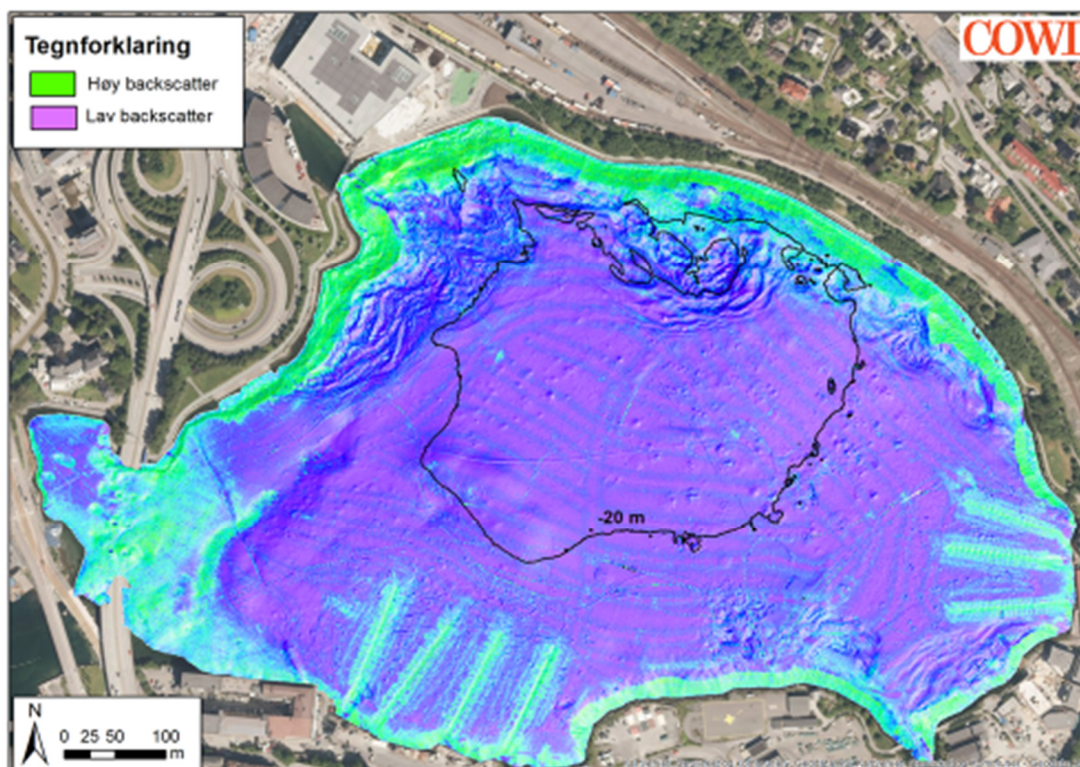 Tegnforklaring
Høy backscatter
Lav backscatter
COWI
-20 m
N
0 25 50 100
m